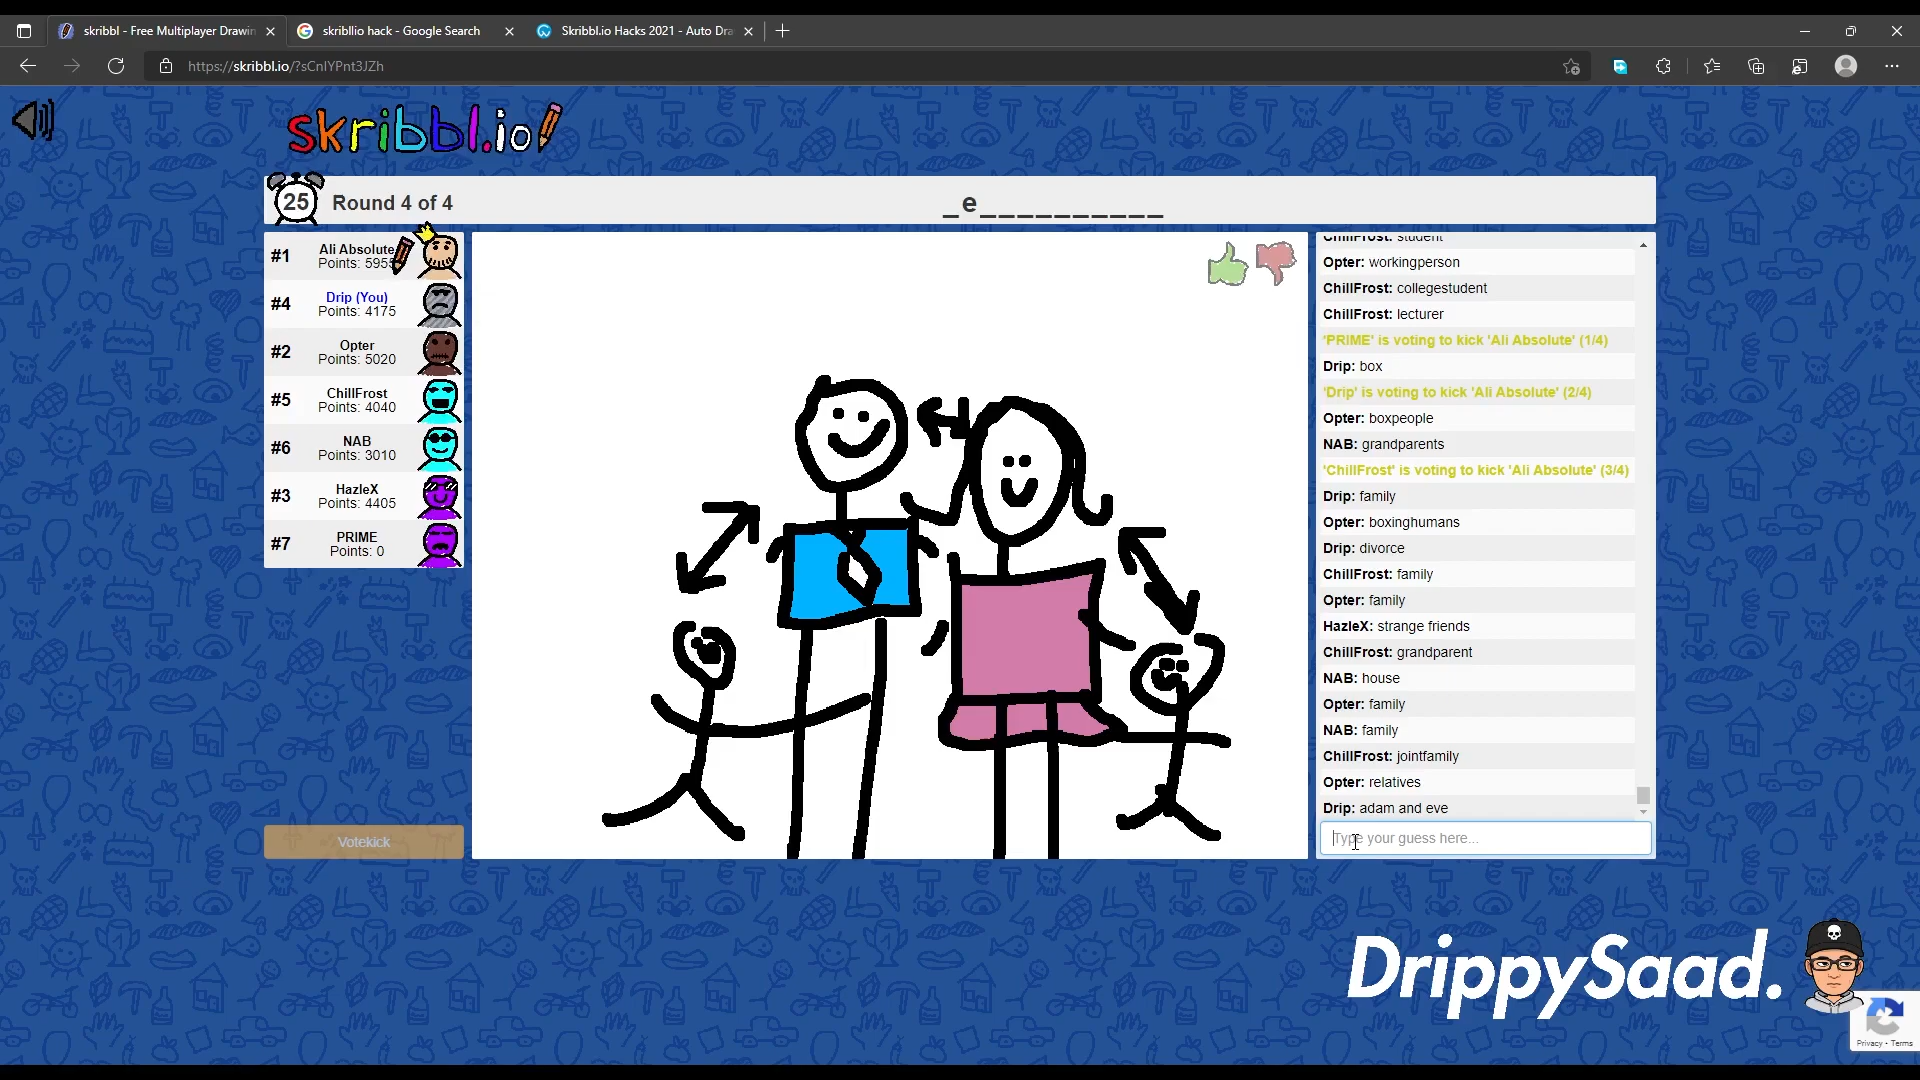 skribbl - Free Multiplayer Drawin
skribllio hack - Google Search
Skribbl.io Hacks 2021 - Auto Dra
https://skribbl.io/?sCnIYPnt3JZh
skribbl.io
25
Round 4 of 4
_e__________
#1
Ali Absolute
Points: 5955
#4
Drip (You)
Points: 4175
#2
Opter
Points: 5020
#5
ChillFrost
Points: 4040
#6
NAB
Points: 3010
#3
HazleX
Points: 4405
#7
PRIME
Points: 0
Votekick
ChillFrost: student
Opter: workingperson
ChillFrost: collegestudent
ChillFrost: lecturer
'PRIME' is voting to kick 'Ali Absolute' (1/4)
Drip: box
'Drip' is voting to kick 'Ali Absolute' (2/4)
Opter: boxpeople
NAB: grandparents
'ChillFrost' is voting to kick 'Ali Absolute' (3/4)
Drip: family
Opter: boxinghumans
Drip: divorce
ChillFrost: family
Opter: family
HazleX: strange friends
ChillFrost: grandparent
NAB: house
Opter: family
NAB: family
ChillFrost: jointfamily
Opter: relatives
Drip: adam and eve
Type your guess here...
DrippySaad.
Privacy - Terms